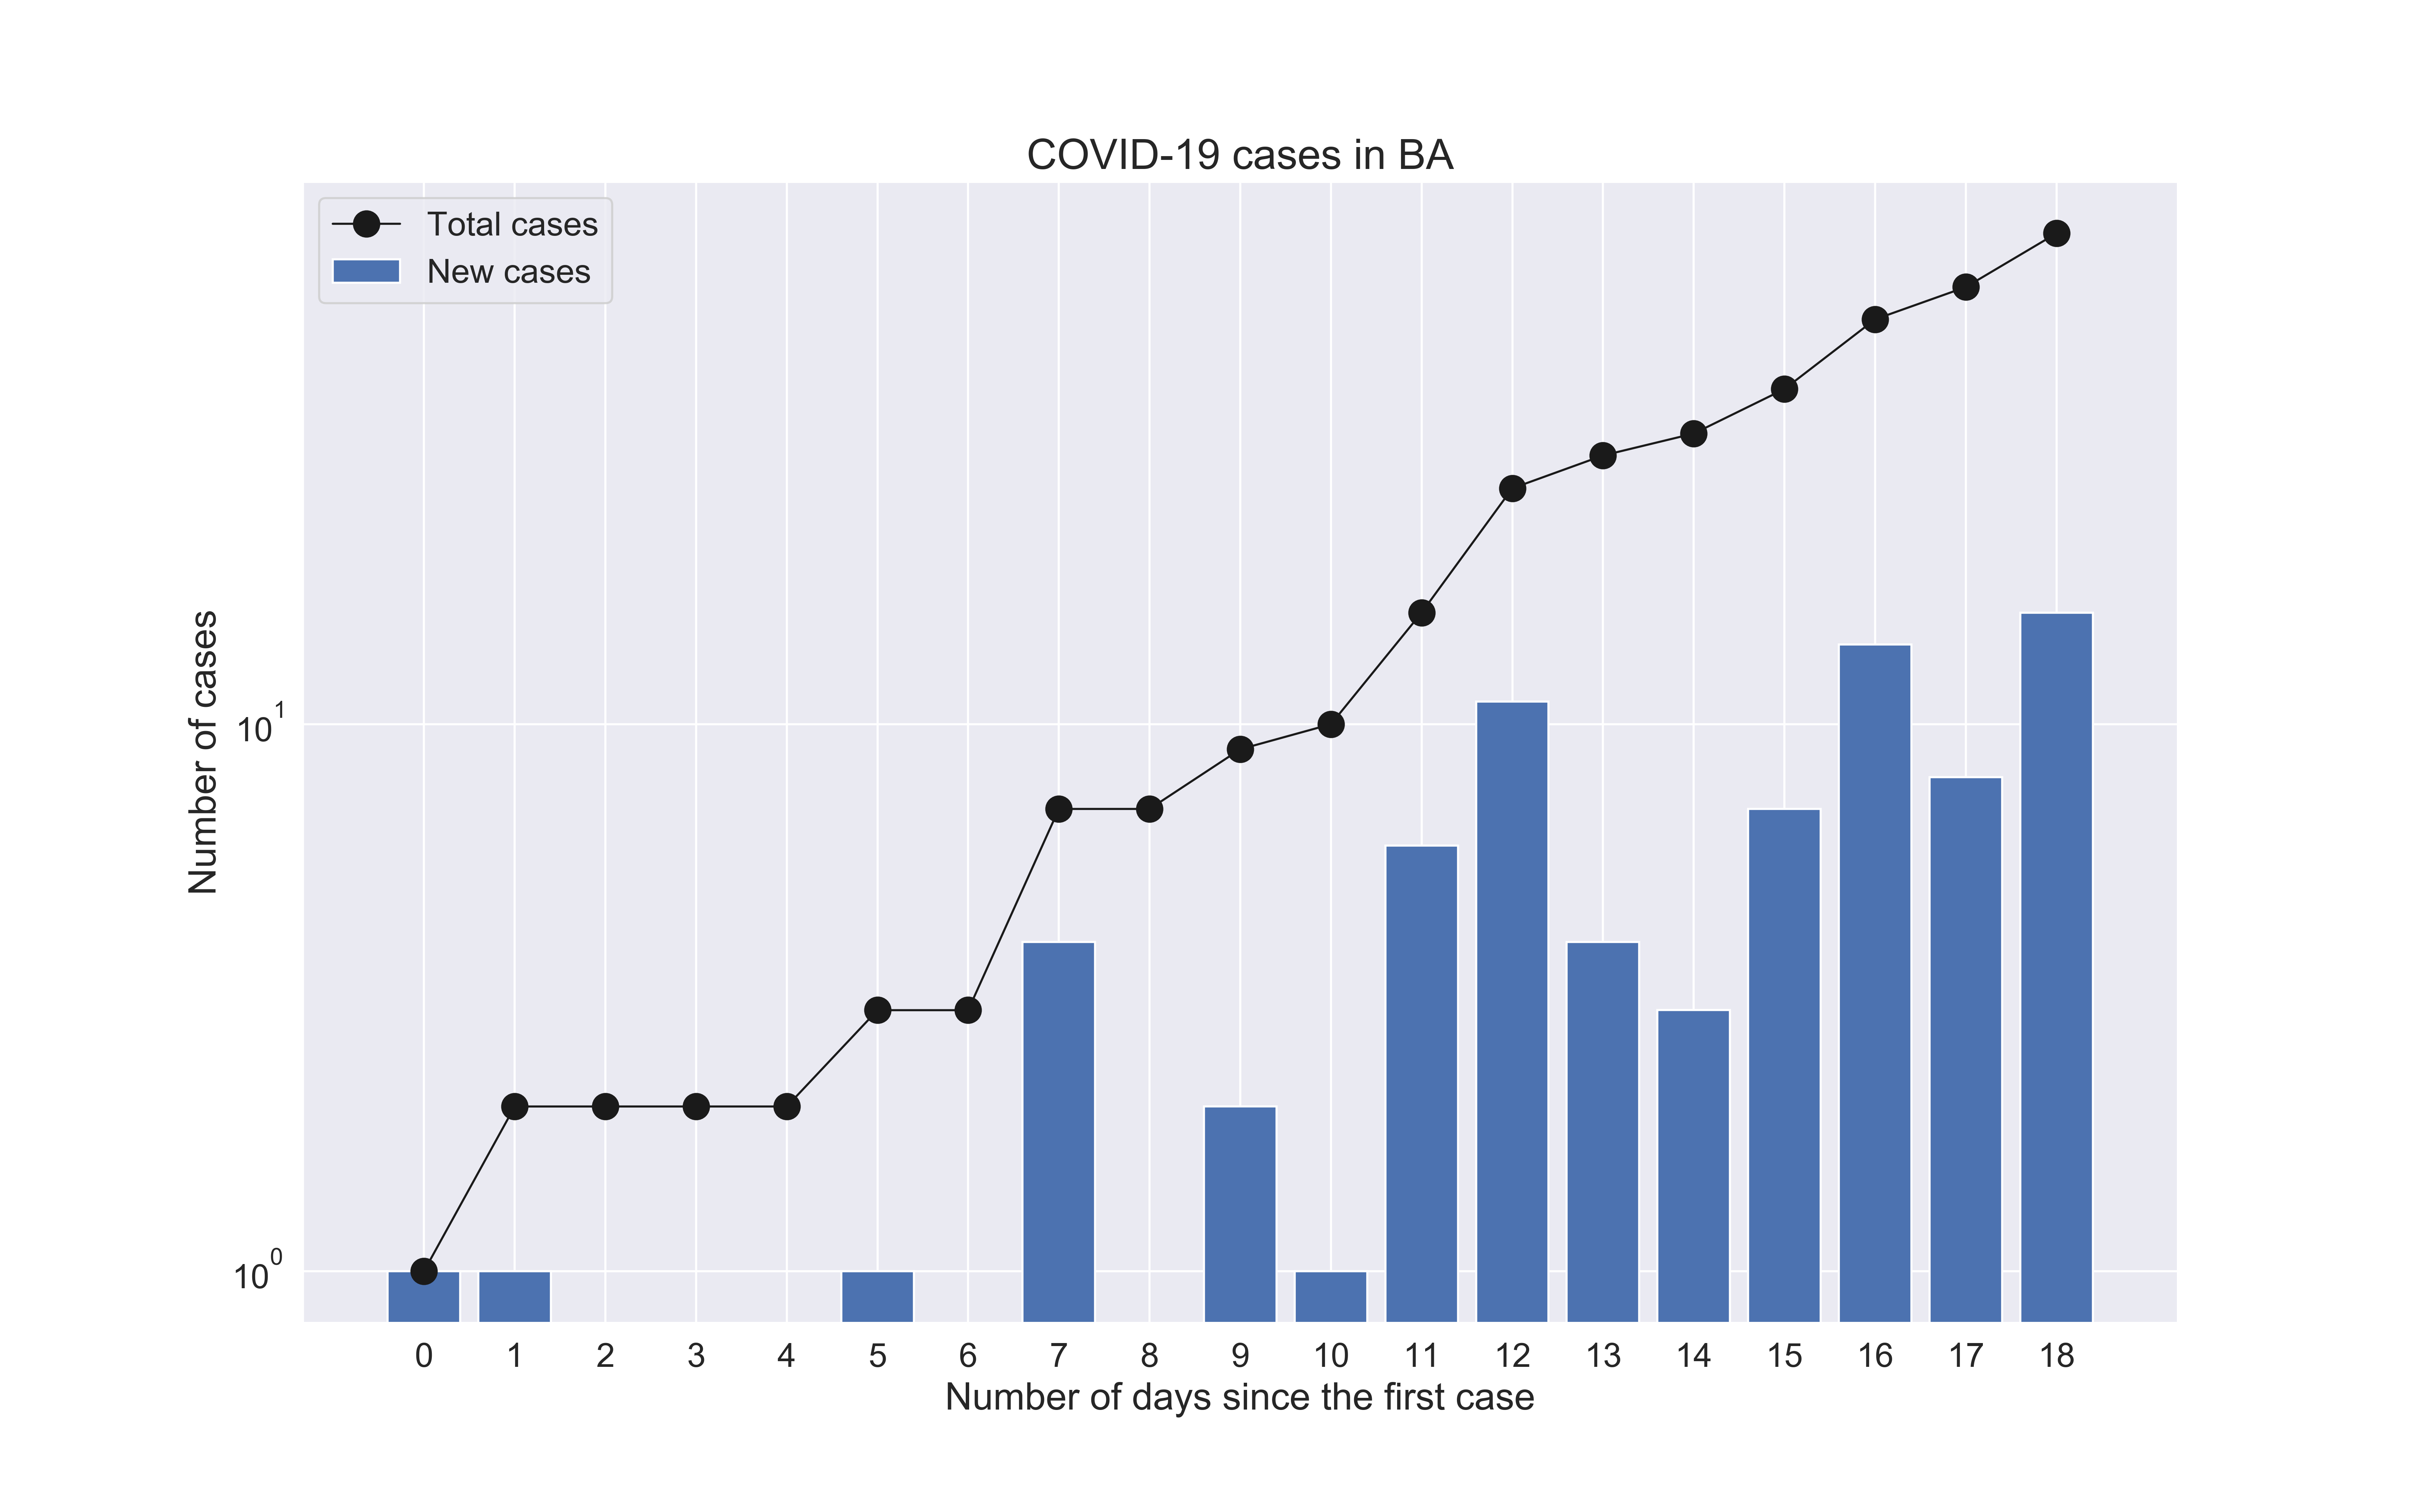 COVID-19 cases in BA
Total cases
New cases
Number of cases
10¹
10⁰
0 1 2 3 4 5 6 7 8 9 10 11 12 13 14 15 16 17 18
Number of days since the first case